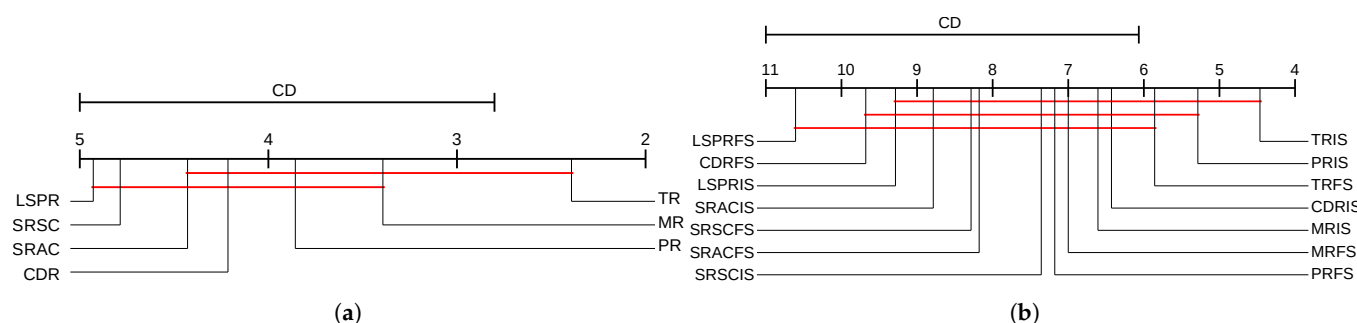 CD
5 4 3 2
LSPR TR
SRSC MR
SRAC PR
CDR
(a)
CD
11 10 9 8 7 6 5 4
LSPRFS TRIS
CDRFS PRIS
LSPRIS TRFS
SRACIS CDRIS
SRSCFS MRIS
SRACFS MRFS
SRSCIS PRFS
(b)